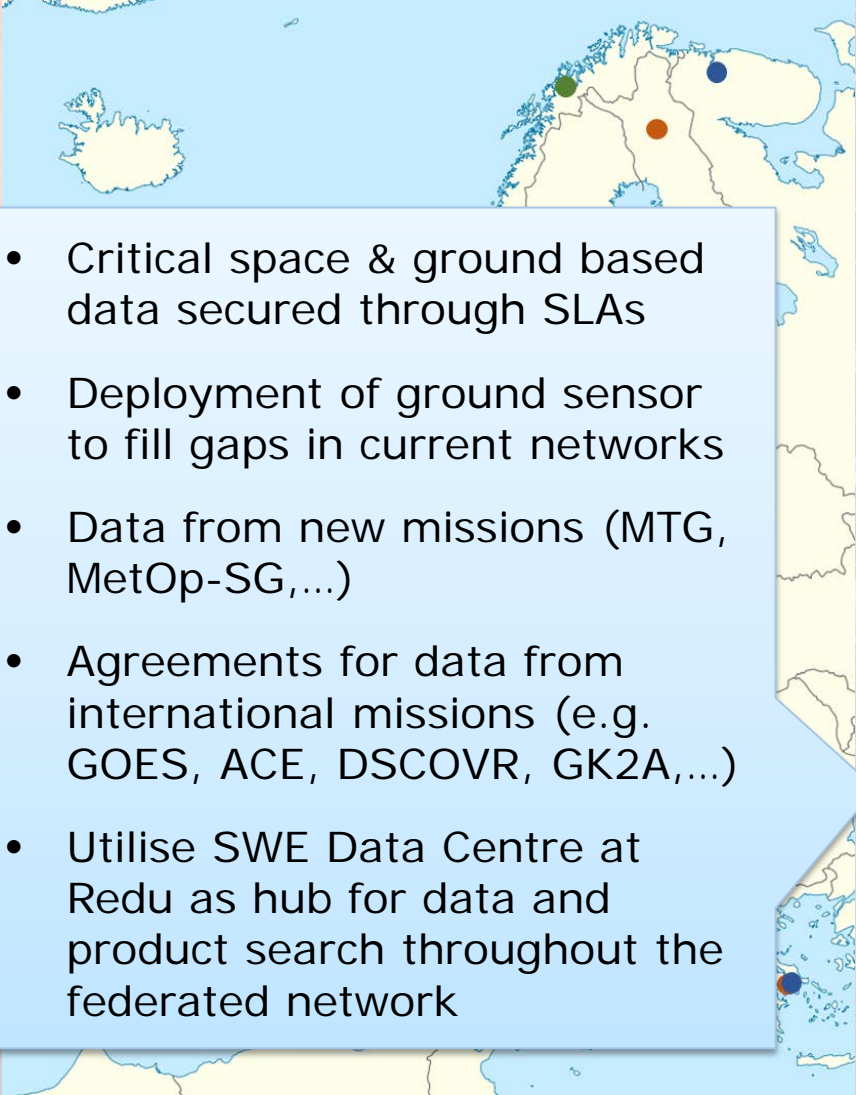 • Critical space & ground based
data secured through SLAs
• Deployment of ground sensor
to fill gaps in current networks
• Data from new missions (MTG,
MetOp-SG,...)
• Agreements for data from
international missions (e.g.
GOES, ACE, DSCOVR, GK2A,...)
• Utilise SWE Data Centre at
Redu as hub for data and
product search throughout the
federated network